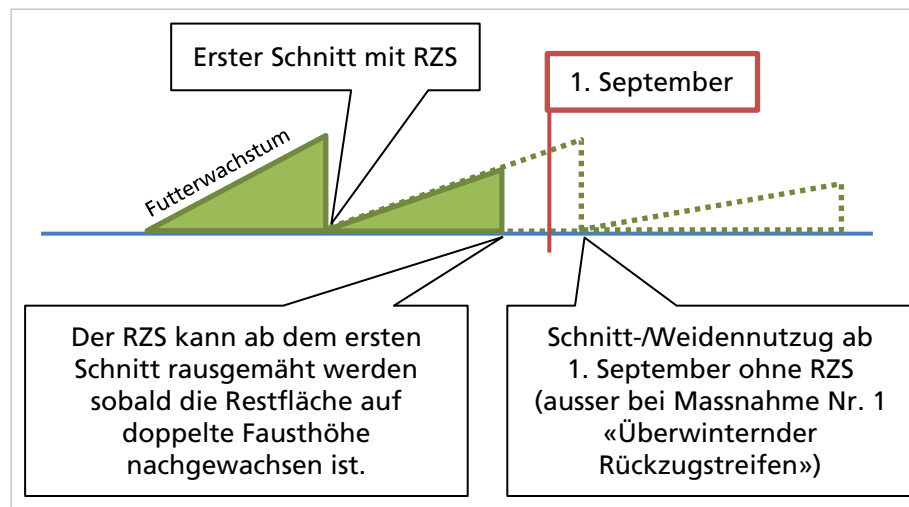 Erster Schnitt mit RZS
1. September
Futterwachstum
Der RZS kann ab dem ersten
Schnitt rausgemäht werden
sobald die Restfläche auf
doppelte Fausthöhe
nachgewachsen ist.
Schnitt-/Weidennutzug ab
1. September ohne RZS
(ausser bei Massnahme Nr. 1
«Überwinternder
Rückzugstreifen»)